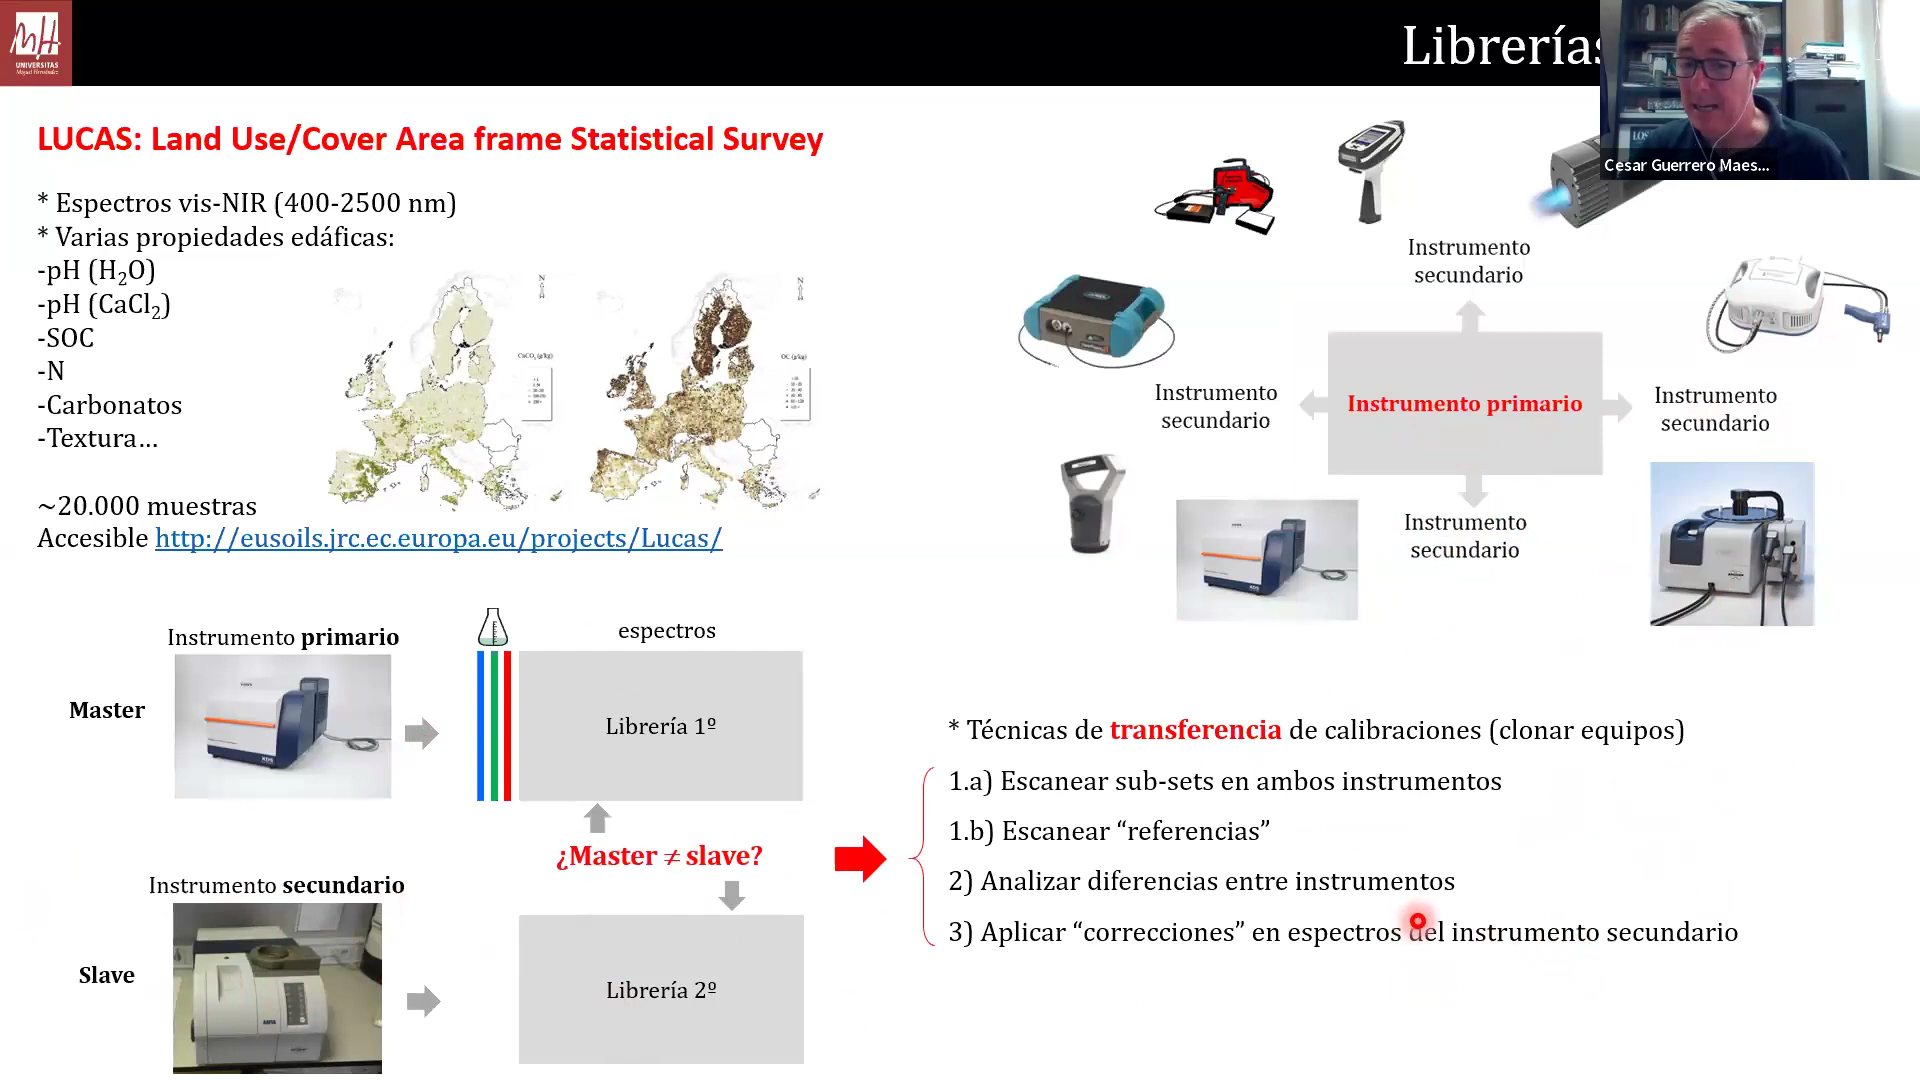 UNIVERSITAS
Miguel Hernández
Librerías
Cesar Guerrero Maes...
LUCAS: Land Use/Cover Area frame Statistical Survey
* Espectros vis-NIR (400-2500 nm)
* Varias propiedades edáficas:
-pH (H2O)
-pH (CaCl2)
-SOC
-N
-Carbonatos
-Textura...
~20.000 muestras
Accesible http://eusoils.jrc.ec.europa.eu/projects/Lucas/
N
CaCO3 (g/kg)
N
OC (g/kg)
Instrumento
secundario
Instrumento
secundario
Instrumento primario
Instrumento
secundario
Instrumento
secundario
Instrumento primario
Master
XDS
espectros
Librería 1º
¿Master ≠ slave?
Instrumento secundario
Slave
Librería 2º
* Técnicas de transferencia de calibraciones (clonar equipos)
1.a) Escanear sub-sets en ambos instrumentos
1.b) Escanear “referencias”
2) Analizar diferencias entre instrumentos
3) Aplicar “correcciones” en espectros del instrumento secundario